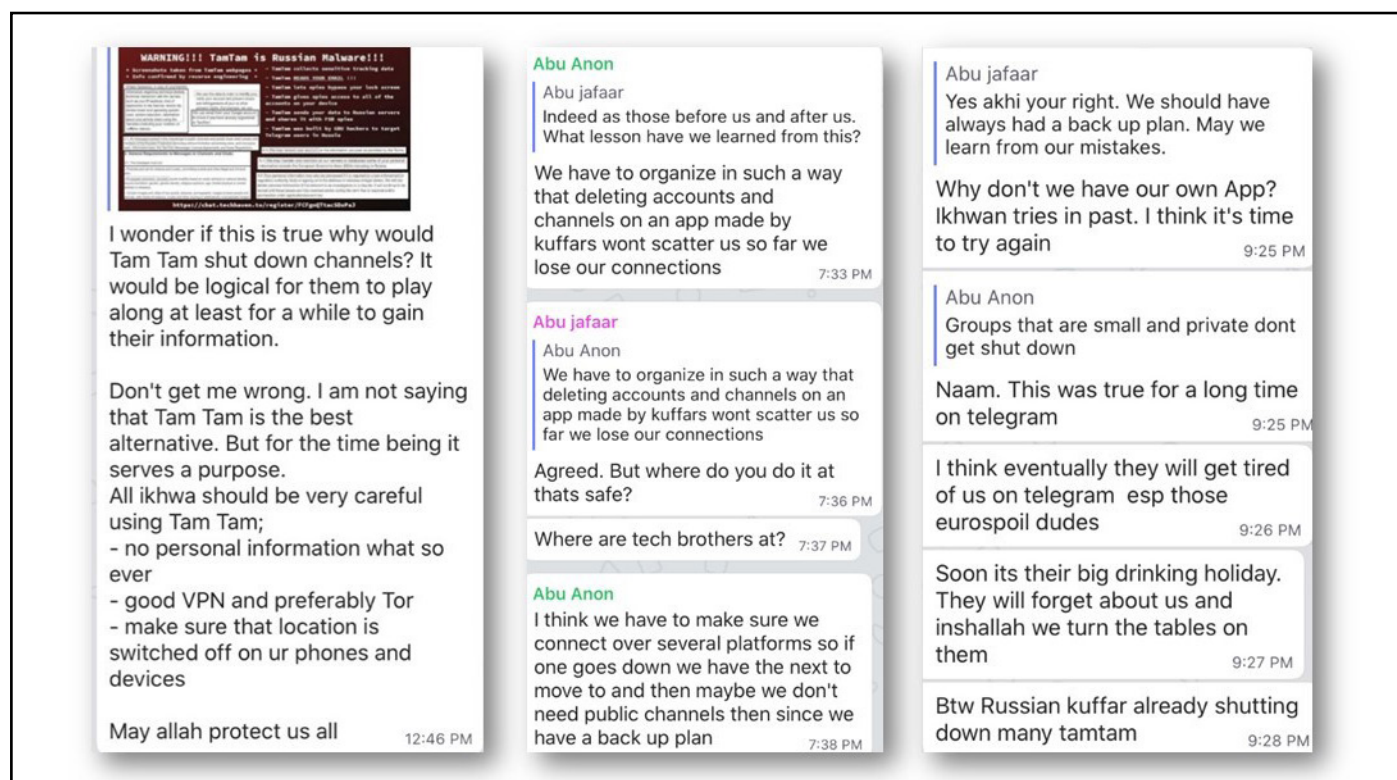 WARNING!!! TamTam is Russian Malware!!!
I wonder if this is true why would
Tam Tam shut down channels? It
would be logical for them to play
along at least for a while to gain
their information.
Don't get me wrong. I am not saying
that Tam Tam is the best
alternative. But for the time being it
serves a purpose.
All ikhwa should be very careful
using Tam Tam;
- no personal information what so
ever
- good VPN and preferably Tor
- make sure that location is
switched off on ur phones and
devices
May allah protect us all
12:46 PM
Abu Anon
Abu jafaar
Indeed as those before us and after us.
What lesson have we learned from this?
We have to organize in such a way
that deleting accounts and
channels on an app made by
kuffars wont scatter us so far we
lose our connections
7:33 PM
Abu jafaar
Abu Anon
We have to organize in such a way that
deleting accounts and channels on an
app made by kuffars wont scatter us so
far we lose our connections
Agreed. But where do you do it at
thats safe?
7:36 PM
Where are tech brothers at? 7:37 PM
Abu Anon
I think we have to make sure we
connect over several platforms so if
one goes down we have the next to
move to and then maybe we don't
need public channels then since we
have a back up plan
7:38 PM
Abu jafaar
Yes akhi your right. We should have
always had a back up plan. May we
learn from our mistakes.
Why don't we have our own App?
Ikhwan tries in past. I think it's time
to try again
9:25 PM
Abu Anon
Groups that are small and private dont
get shut down
Naam. This was true for a long time
on telegram
9:25 PM
I think eventually they will get tired
of us on telegram esp those
eurospoil dudes
9:26 PM
Soon its their big drinking holiday.
They will forget about us and
inshallah we turn the tables on
them
9:27 PM
Btw Russian kuffar already shutting
down many tamtam
9:28 PM